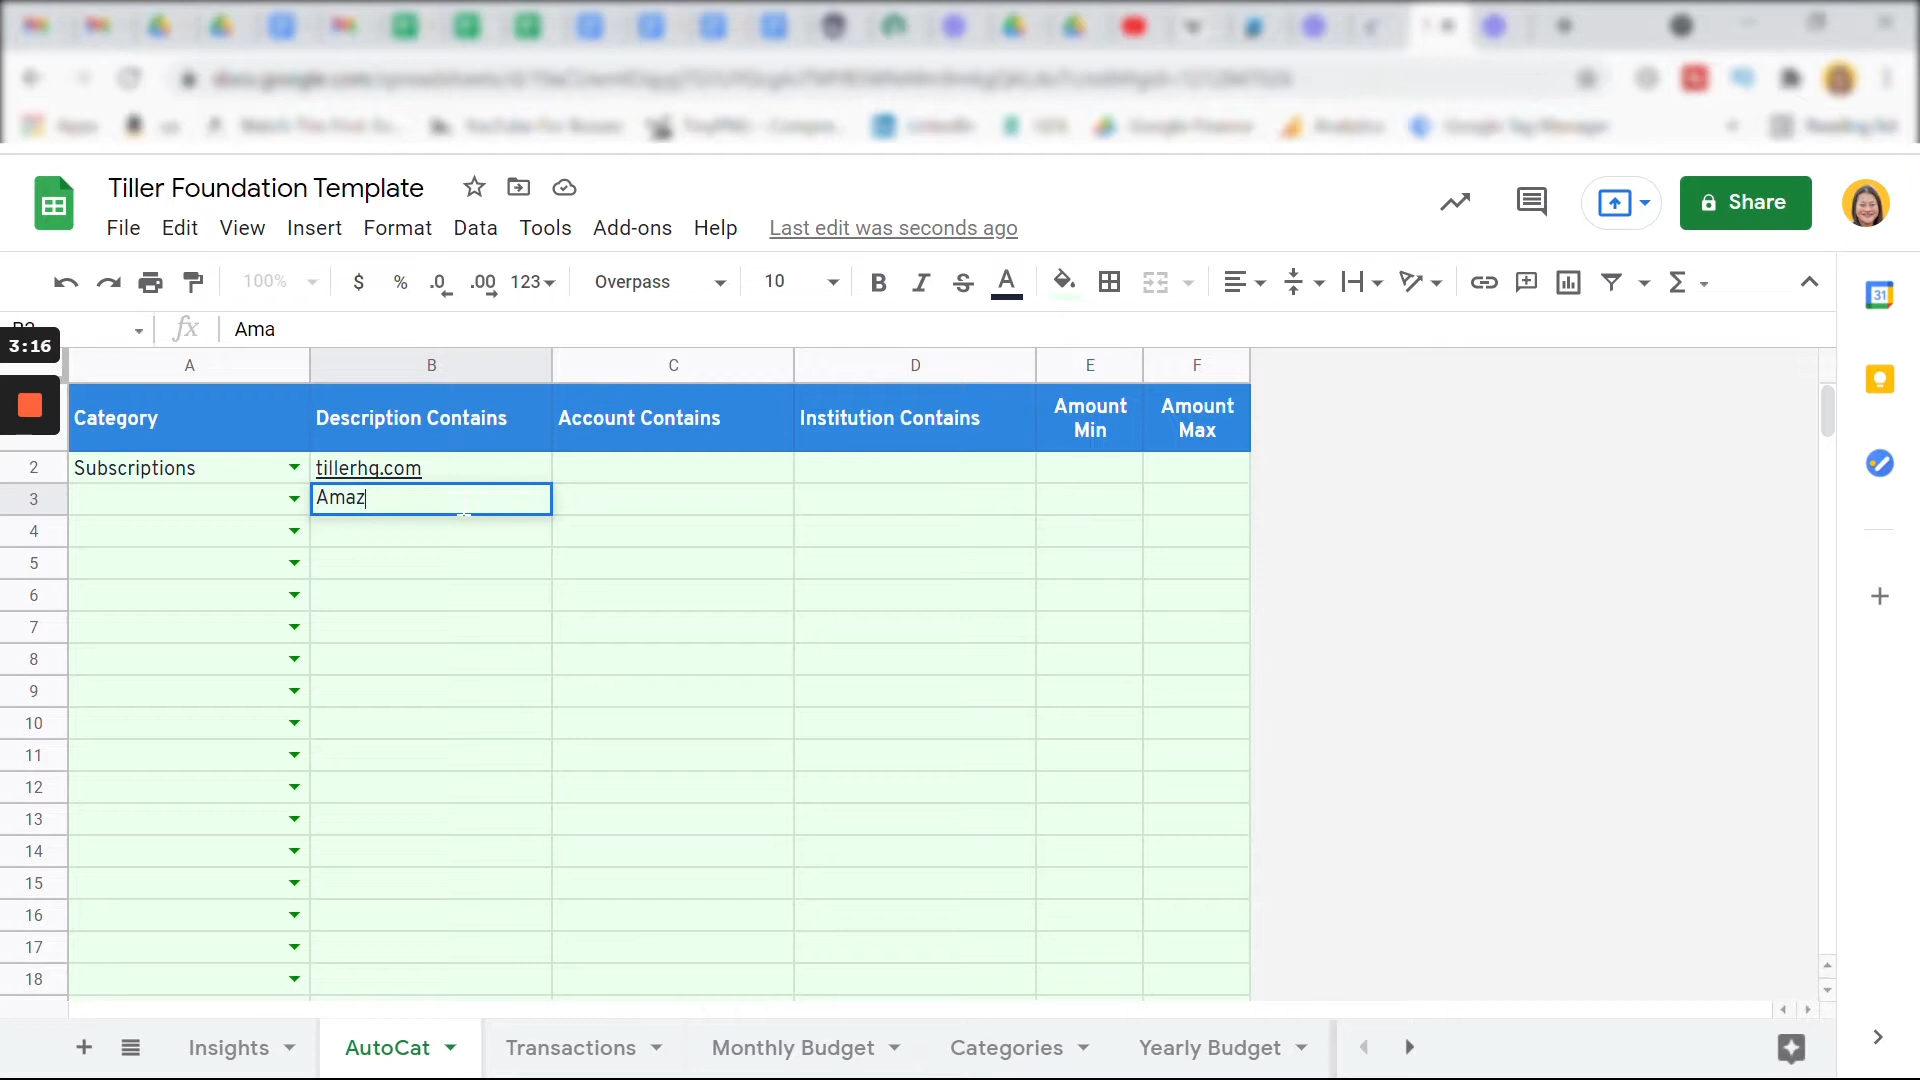 Tiller Foundation Template
File Edit View Insert Format Data Tools Add-ons Help Last edit was seconds ago
Share
100% $ % .0 .00 123 Overpass 10 B I S A Σ
31
fx Ama
3:16
A B C D E F
Category Description Contains Account Contains Institution Contains Amount Min Amount Max
2 Subscriptions tillerhq.com
3 Amaz
4
5
6
7
8
9
10
11
12
13
14
15
16
17
18
Insights AutoCat Transactions Monthly Budget Categories Yearly Budget